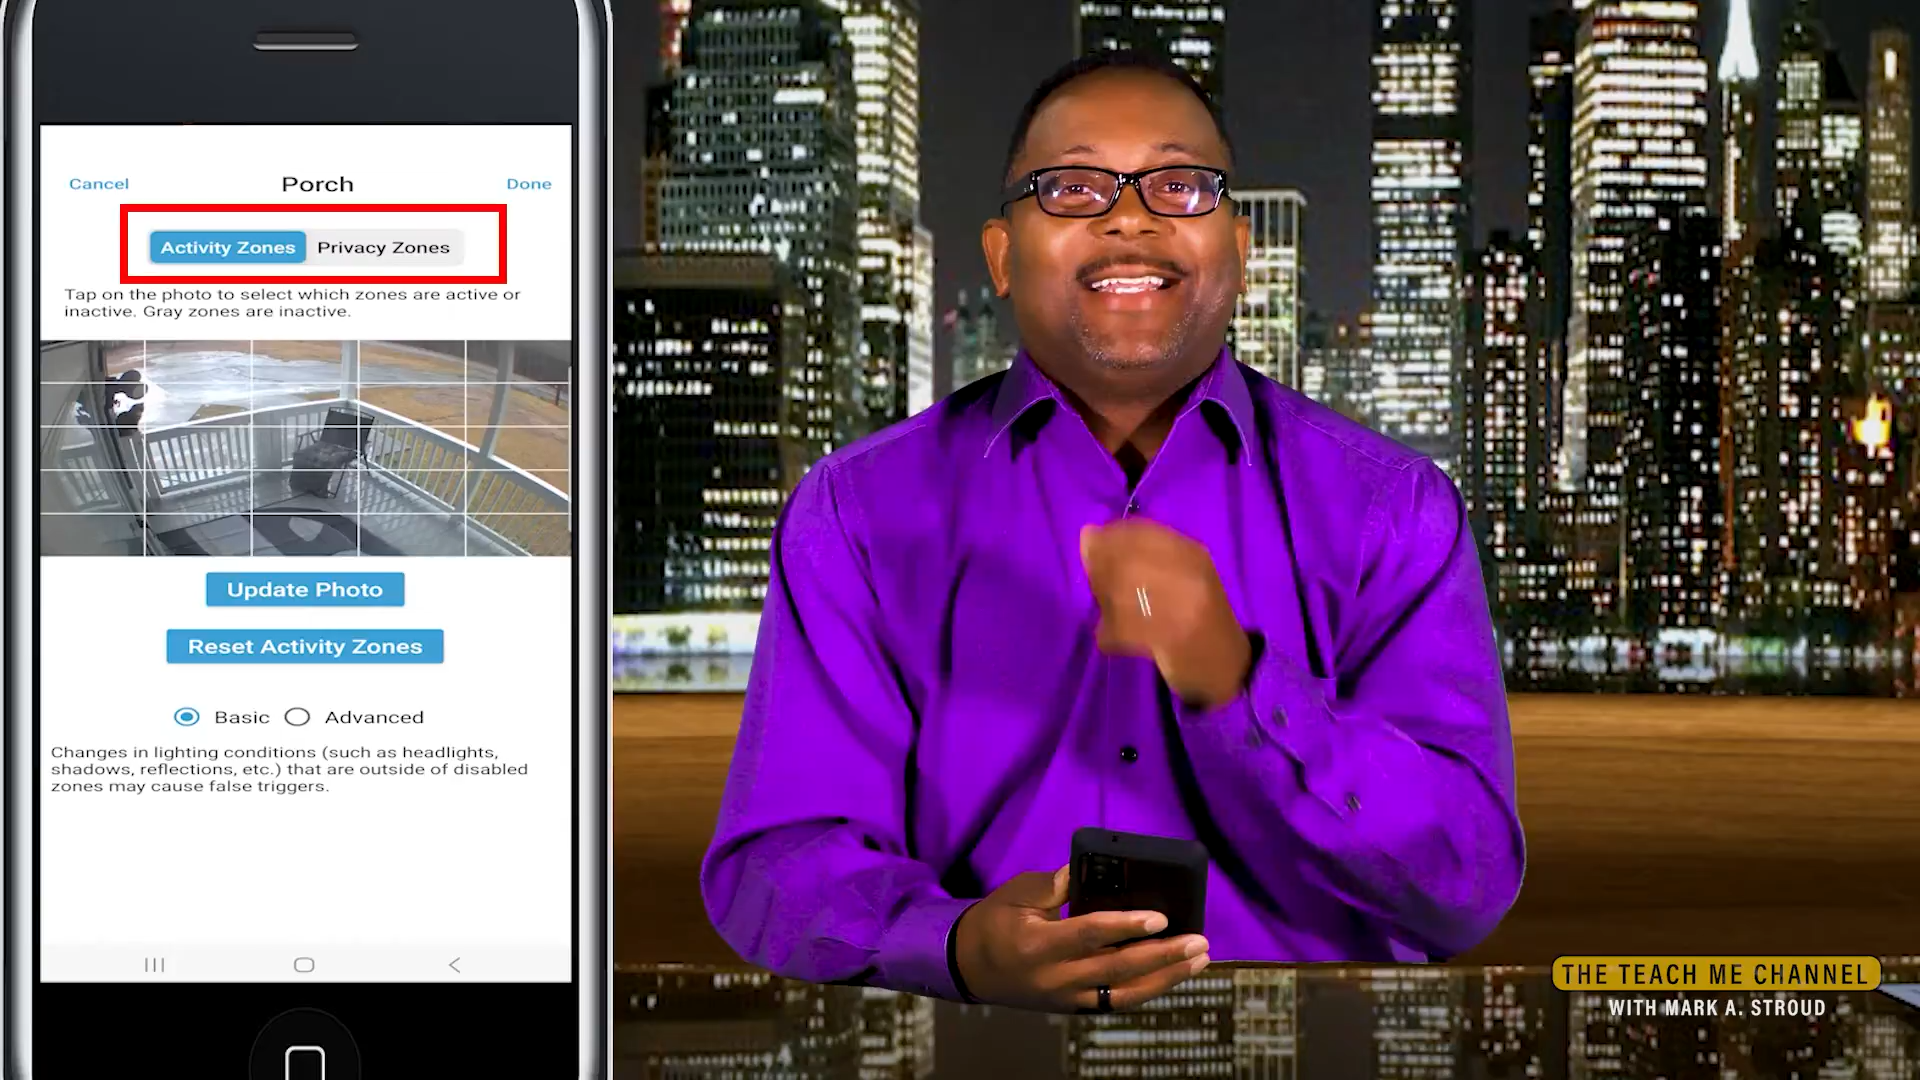 Cancel Porch Done
Activity Zones Privacy Zones
Tap on the photo to select which zones are active or
inactive. Gray zones are inactive.
Update Photo
Reset Activity Zones
Basic Advanced
Changes in lighting conditions (such as headlights,
shadows, reflections, etc.) that are outside of disabled
zones may cause false triggers.
THE TEACH ME CHANNEL
WITH MARK A. STROUD